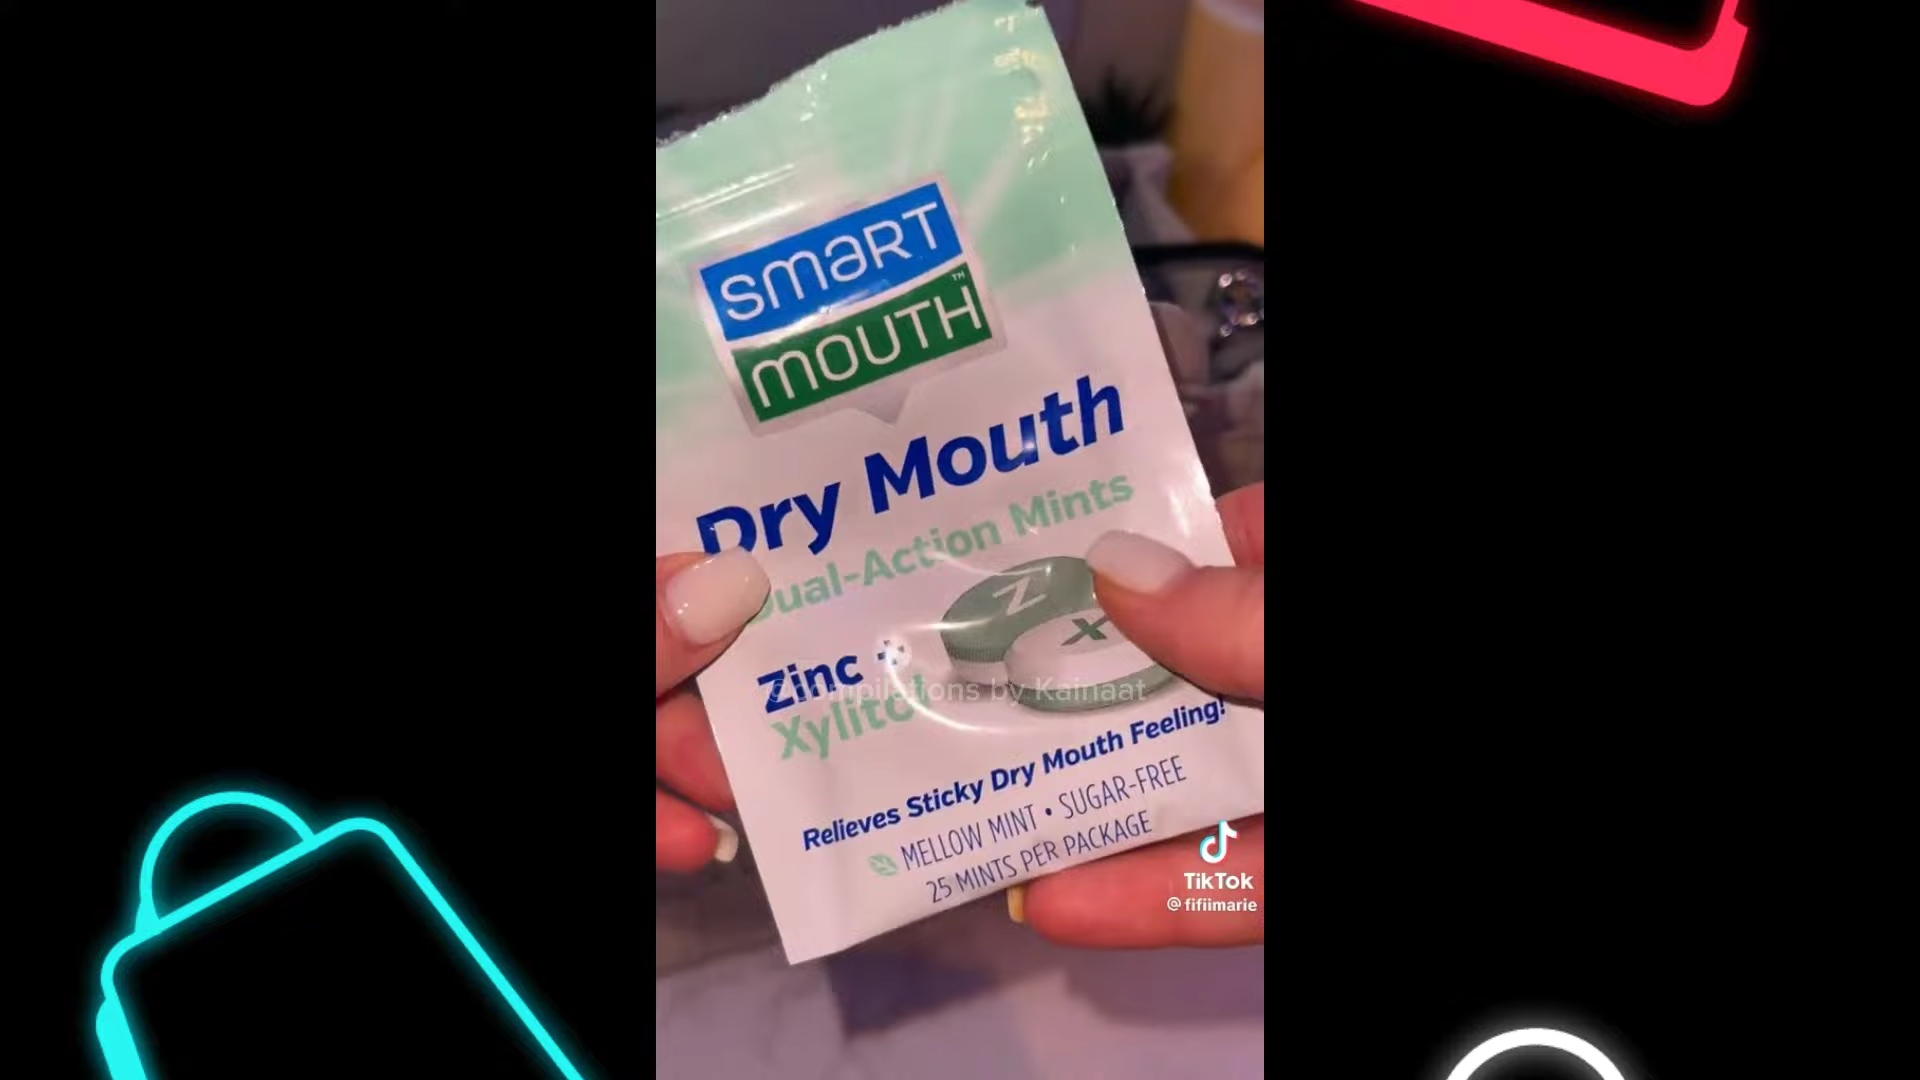 SMART
MOUTH™
Dry Mouth
Dual-Action Mints
Z
X
Zinc +
Xylitol
©compilations by Kainaat
Relieves Sticky Dry Mouth Feeling!
MELLOW MINT • SUGAR-FREE
25 MINTS PER PACKAGE
TikTok
@fifiimarie